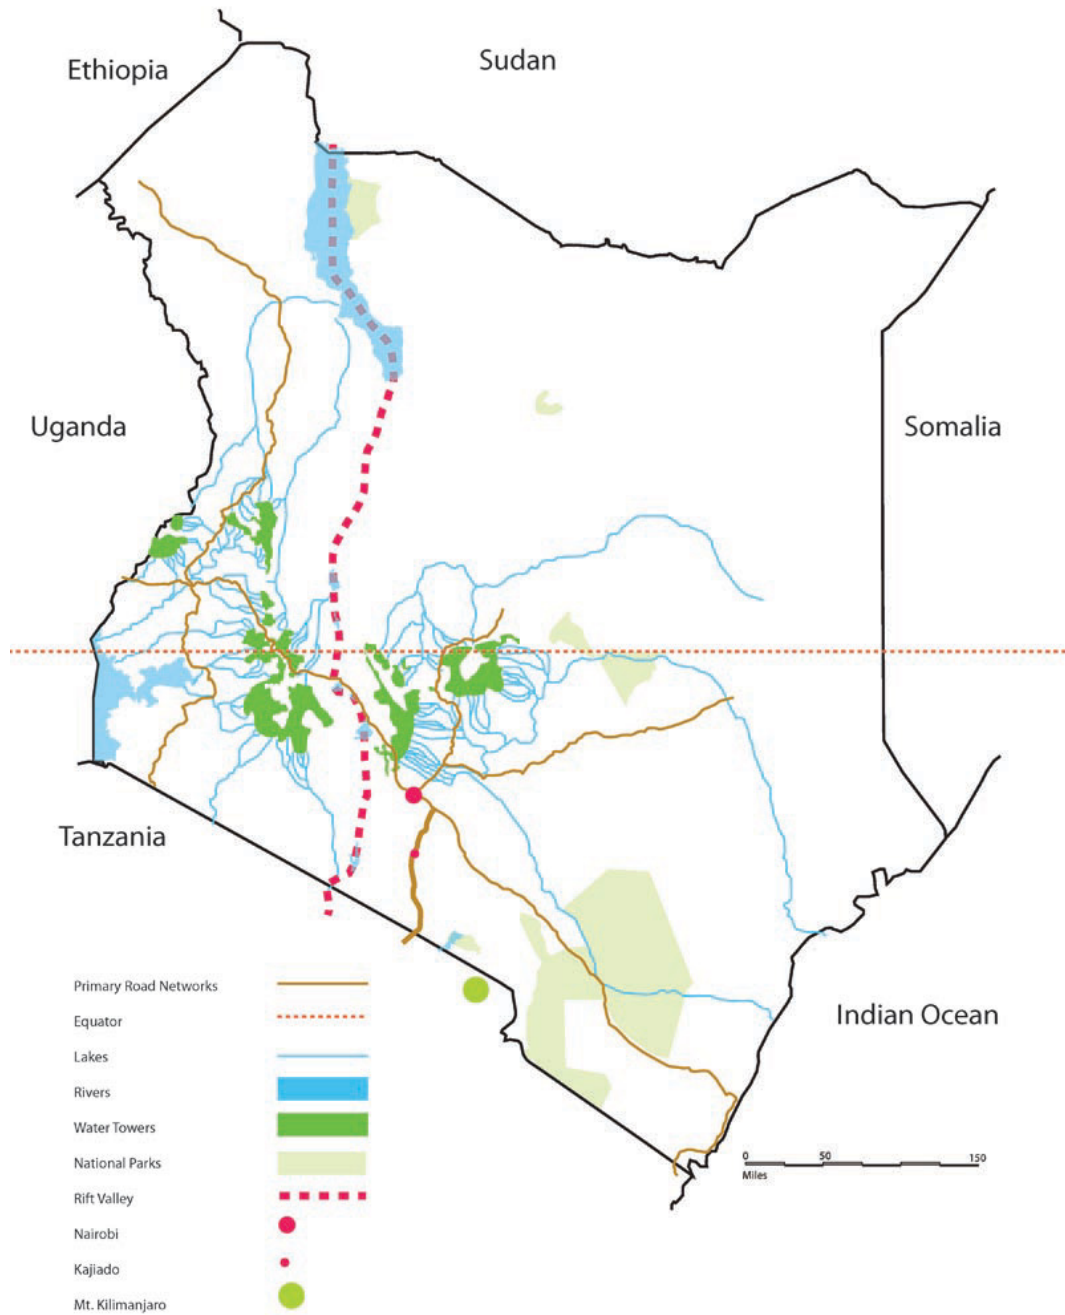 Sudan
Ethiopia
Uganda
Somalia
Tanzania
Indian Ocean
Primary Road Networks
Equator
Lakes
Rivers
Water Towers
National Parks
Rift Valley
Nairobi
Kajiado
Mt. Kilimanjaro
0 50 150
Miles